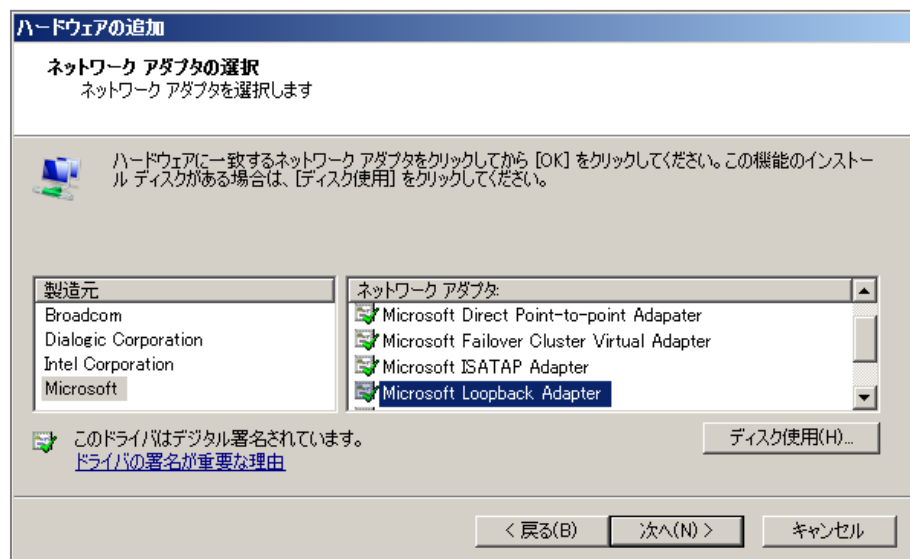 ハードウェアの追加
ネットワーク アダプタの選択
ネットワーク アダプタを選択します
ハードウェアに一致するネットワーク アダプタをクリックしてから [OK] をクリックしてください。この機能のインストー
ル ディスクがある場合は、[ディスク使用] をクリックしてください。
製造元
Broadcom
Dialogic Corporation
Intel Corporation
Microsoft
ネットワーク アダプタ:
Microsoft Direct Point-to-point Adapater
Microsoft Failover Cluster Virtual Adapter
Microsoft ISATAP Adapter
Microsoft Loopback Adapter
このドライバはデジタル署名されています。
ドライバの署名が重要な理由
ディスク使用(H)...
< 戻る(B)
次へ(N) >
キャンセル